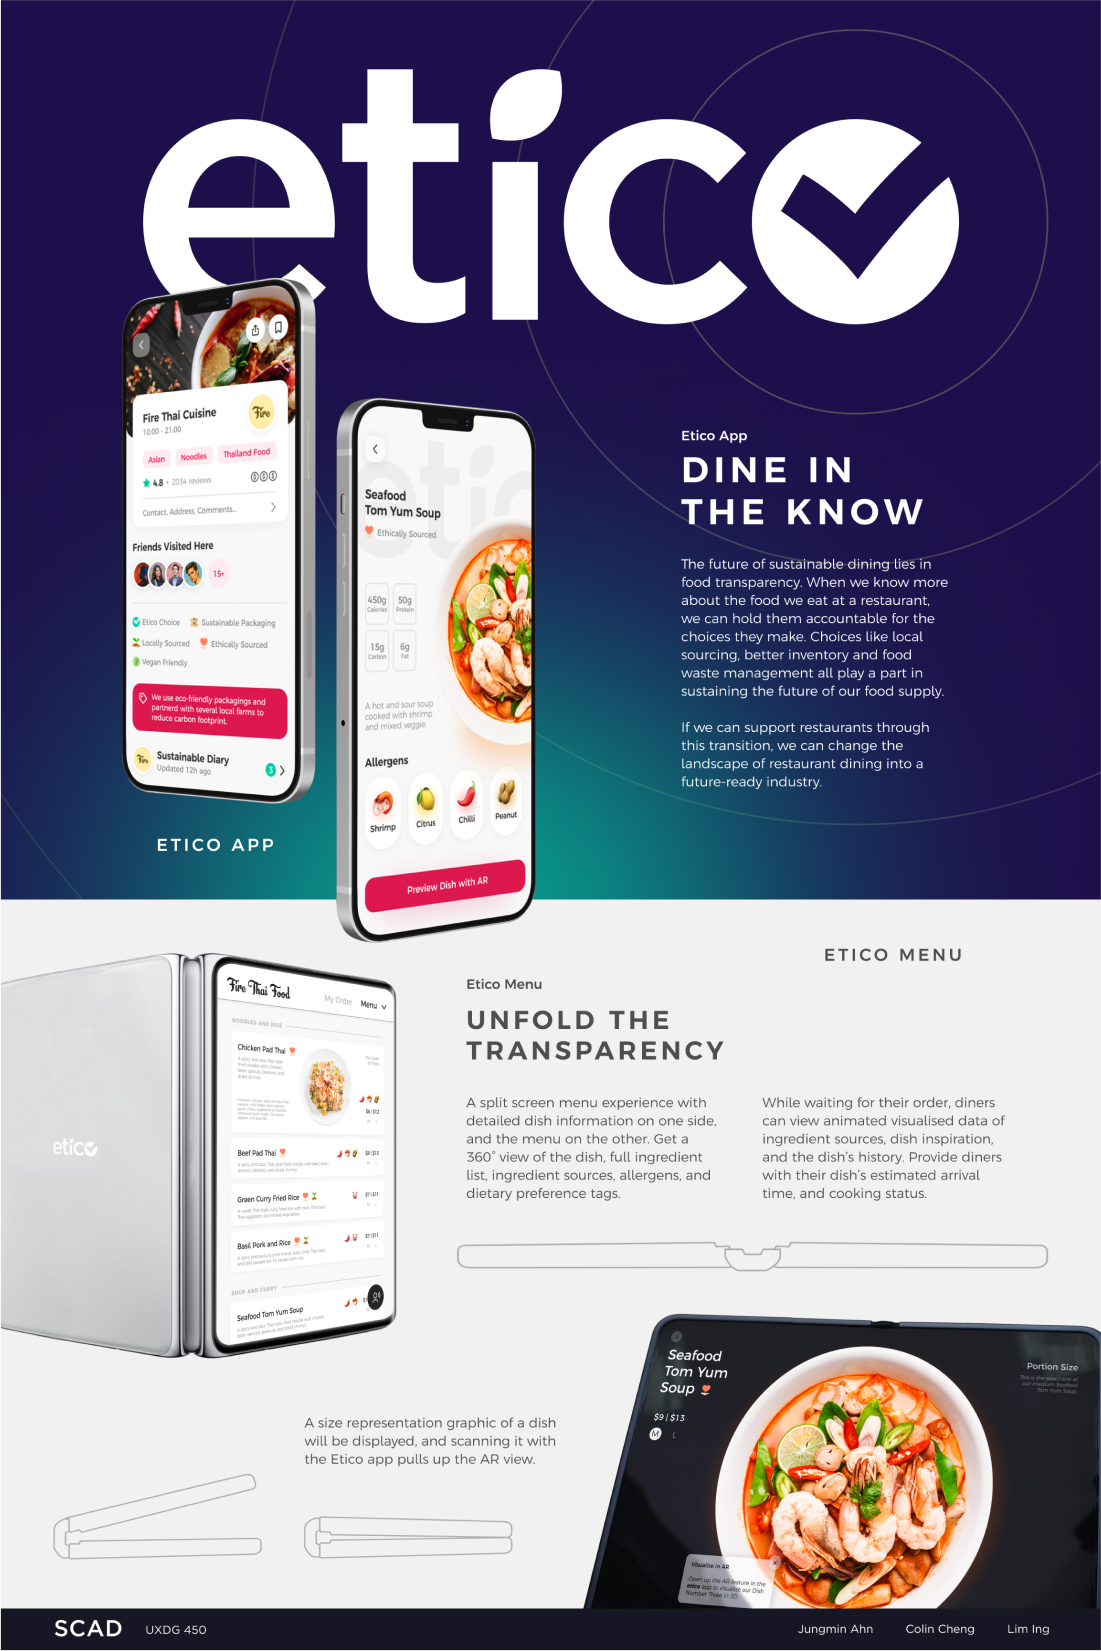 etico
Fire Thai Cuisine
10:00 - 21:00
Fire
Asian
Noodles
Thailand Food
4.8 • 2034 reviews
Contact, Address, Comments...
Friends Visited Here
15+
Etico Choice
Sustainable Packaging
Locally Sourced
Ethically Sourced
Vegan Friendly
We use eco-friendly packagings and
partnerd with several local farms to
reduce carbon footprint.
Fire
Sustainable Diary
Updated 12h ago
3
ETICO APP
etico
Seafood
Tom Yum Soup
Ethically Sourced
450g
Calories
50g
Protein
15g
Carbon
6g
Fat
A hot and sour soup
cooked with shrimp
and mixed veggie.
Allergens
Shrimp
Citrus
Chilli
Peanut
Preview Dish with AR
Etico App
DINE IN
THE KNOW
The future of sustainable dining lies in
food transparency. When we know more
about the food we eat at a restaurant,
we can hold them accountable for the
choices they make. Choices like local
sourcing, better inventory and food
waste management all play a part in
sustaining the future of our food supply.
If we can support restaurants through
this transition, we can change the
landscape of restaurant dining into a
future-ready industry.
ETICO MENU
etico
Fire Thai Food
My Order
Menu
NOODLES AND RICE
Chicken Pad Thai
Beef Pad Thai
$9 | $13
M L
Green Curry Fried Rice
$7 | $11
M L
Basil Pork and Rice
$7 | $11
M L
SOUP AND CURRY
Seafood Tom Yum Soup
Etico Menu
UNFOLD THE
TRANSPARENCY
A split screen menu experience with
detailed dish information on one side,
and the menu on the other. Get a
360° view of the dish, full ingredient
list, ingredient sources, allergens, and
dietary preference tags.
While waiting for their order, diners
can view animated visualised data of
ingredient sources, dish inspiration,
and the dish's history. Provide diners
with their dish's estimated arrival
time, and cooking status.
A size representation graphic of a dish
will be displayed, and scanning it with
the Etico app pulls up the AR view.
Seafood
Tom Yum
Soup
$9 | $13
M L
Portion Size
This is the exact size of
our medium Seafood
Tom Yum Soup.
Visualise in AR
Open up the AR feature in the
etico app to visualise our Dish
Number Three in 3D.
SCAD
UXDG 450
Jungmin Ahn
Colin Cheng
Lim Ing